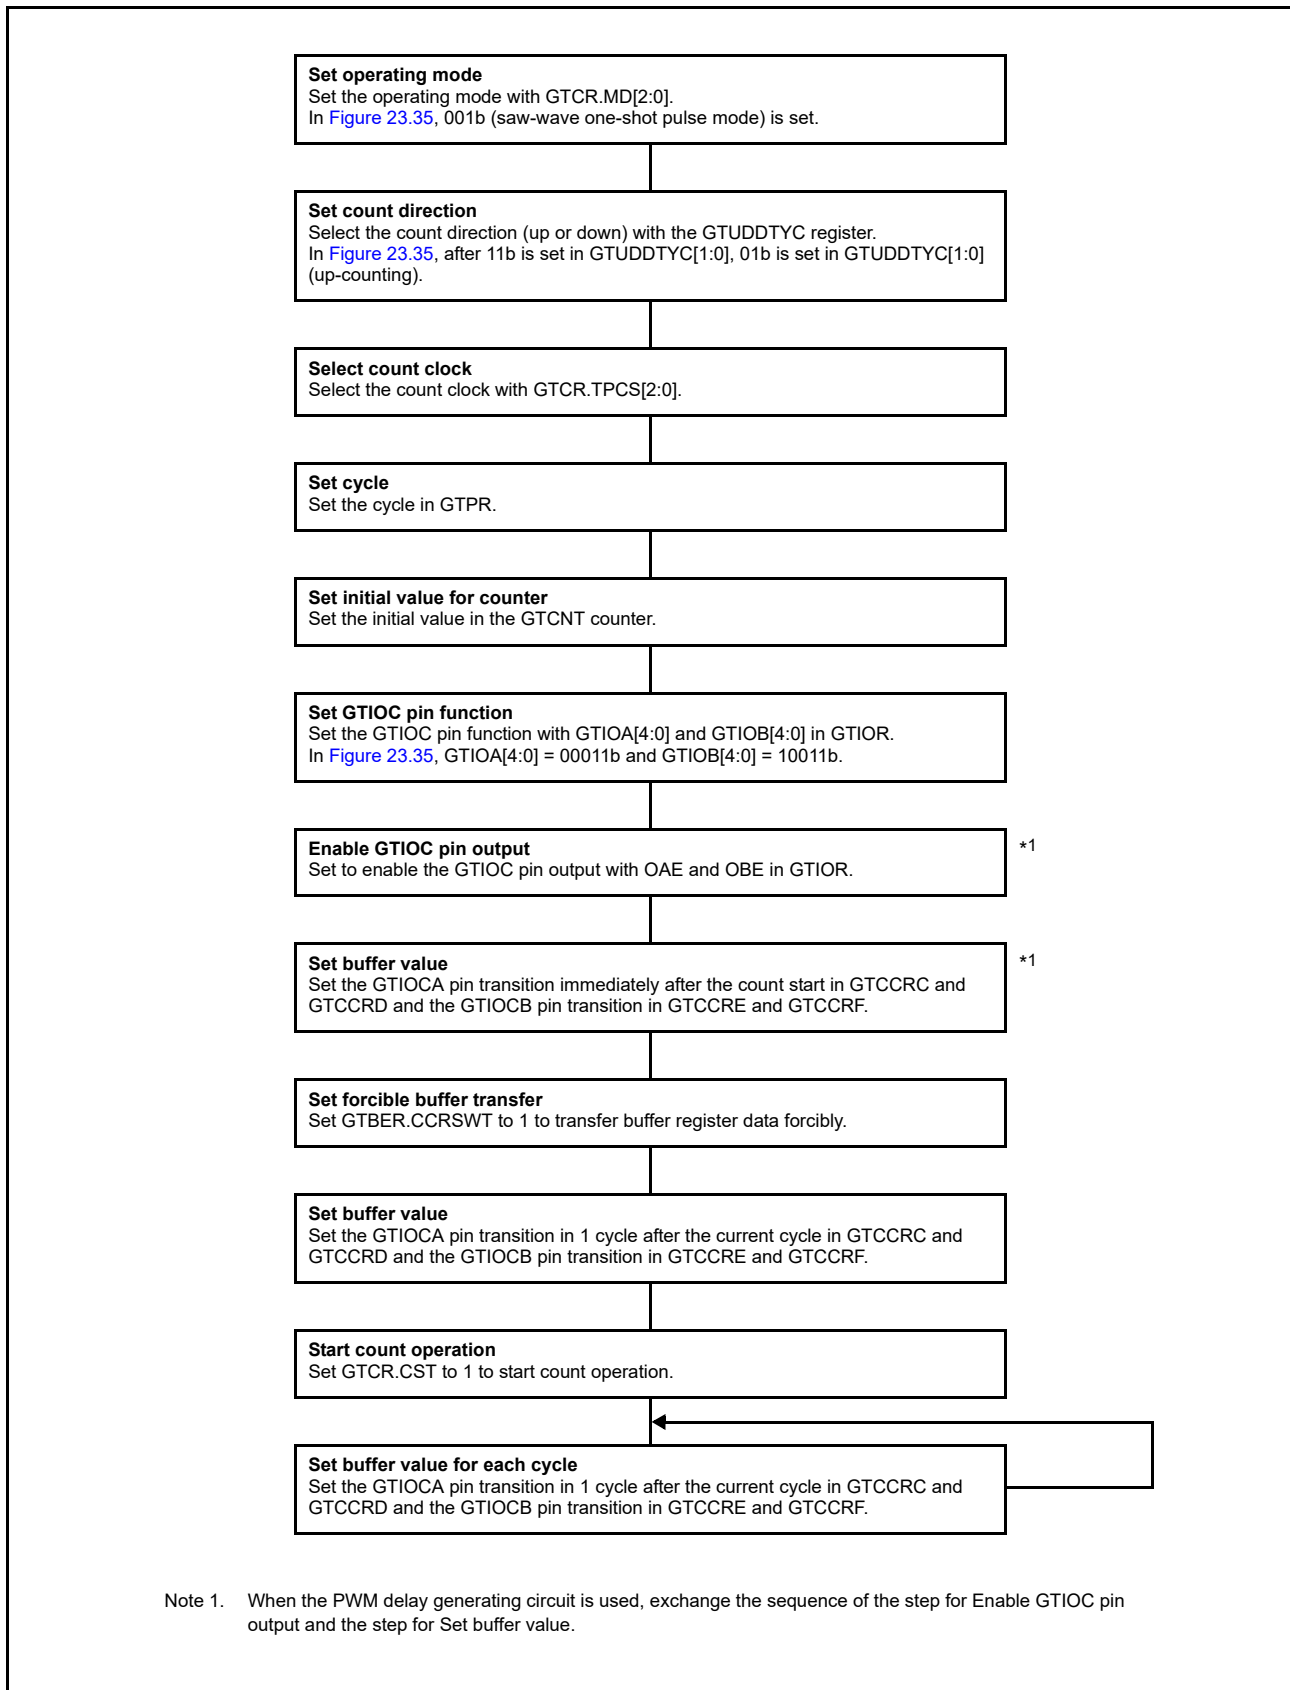 Set operating mode
Set the operating mode with GTCR.MD[2:0].
In Figure 23.35, 001b (saw-wave one-shot pulse mode) is set.
Set count direction
Select the count direction (up or down) with the GTUDDTYC register.
In Figure 23.35, after 11b is set in GTUDDTYC[1:0], 01b is set in GTUDDTYC[1:0]
(up-counting).
Select count clock
Select the count clock with GTCR.TPCS[2:0].
Set cycle
Set the cycle in GTPR.
Set initial value for counter
Set the initial value in the GTCNT counter.
Set GTIOC pin function
Set the GTIOC pin function with GTIOA[4:0] and GTIOB[4:0] in GTIOR.
In Figure 23.35, GTIOA[4:0] = 00011b and GTIOB[4:0] = 10011b.
Enable GTIOC pin output
Set to enable the GTIOC pin output with OAE and OBE in GTIOR.
*1
Set buffer value
Set the GTIOCA pin transition immediately after the count start in GTCCRC and
GTCCRD and the GTIOCB pin transition in GTCCRE and GTCCRF.
*1
Set forcible buffer transfer
Set GTBER.CCRSWT to 1 to transfer buffer register data forcibly.
Set buffer value
Set the GTIOCA pin transition in 1 cycle after the current cycle in GTCCRC and
GTCCRD and the GTIOCB pin transition in GTCCRE and GTCCRF.
Start count operation
Set GTCR.CST to 1 to start count operation.
Set buffer value for each cycle
Set the GTIOCA pin transition in 1 cycle after the current cycle in GTCCRC and
GTCCRD and the GTIOCB pin transition in GTCCRE and GTCCRF.
Note 1. When the PWM delay generating circuit is used, exchange the sequence of the step for Enable GTIOC pin
output and the step for Set buffer value.